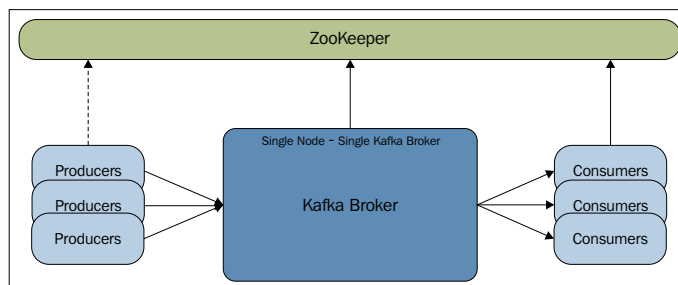 ZooKeeper
Single Node - Single Kafka Broker
Producers
Producers
Producers
Kafka Broker
Consumers
Consumers
Consumers